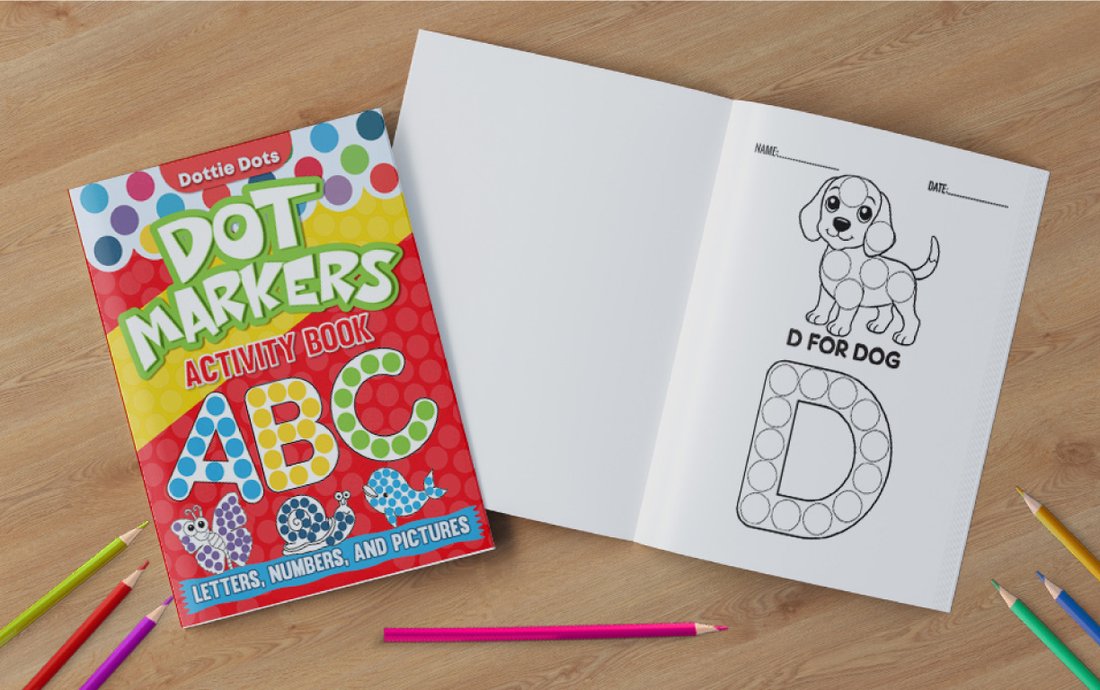 Dottie Dots
DOT
MARKERS
ACTIVITY BOOK
ABC
LETTERS, NUMBERS, AND PICTURES
NAME:
DATE:
D FOR DOG
D